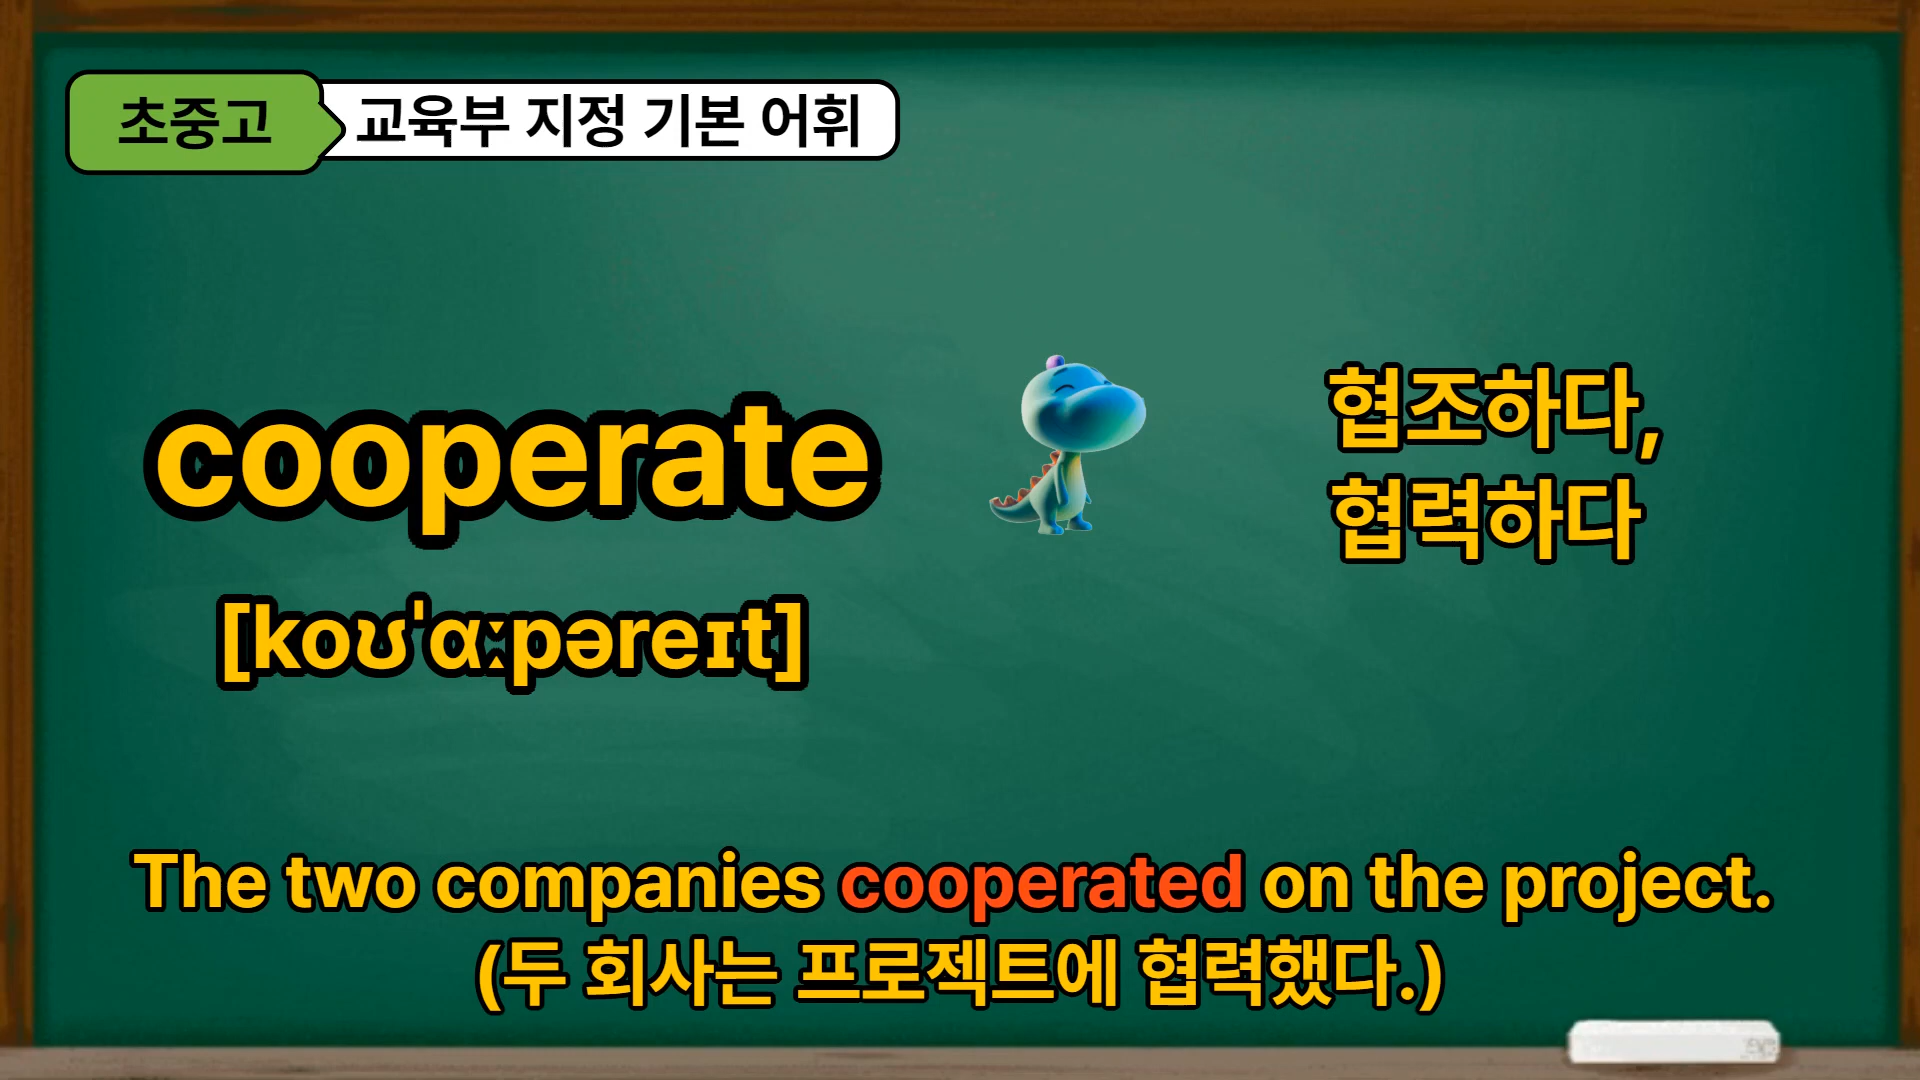 초중고 교육부 지정 기본 어휘
cooperate
[koʊˈɑːpəreɪt]
협조하다,
협력하다
The two companies cooperated on the project.
(두 회사는 프로젝트에 협력했다.)